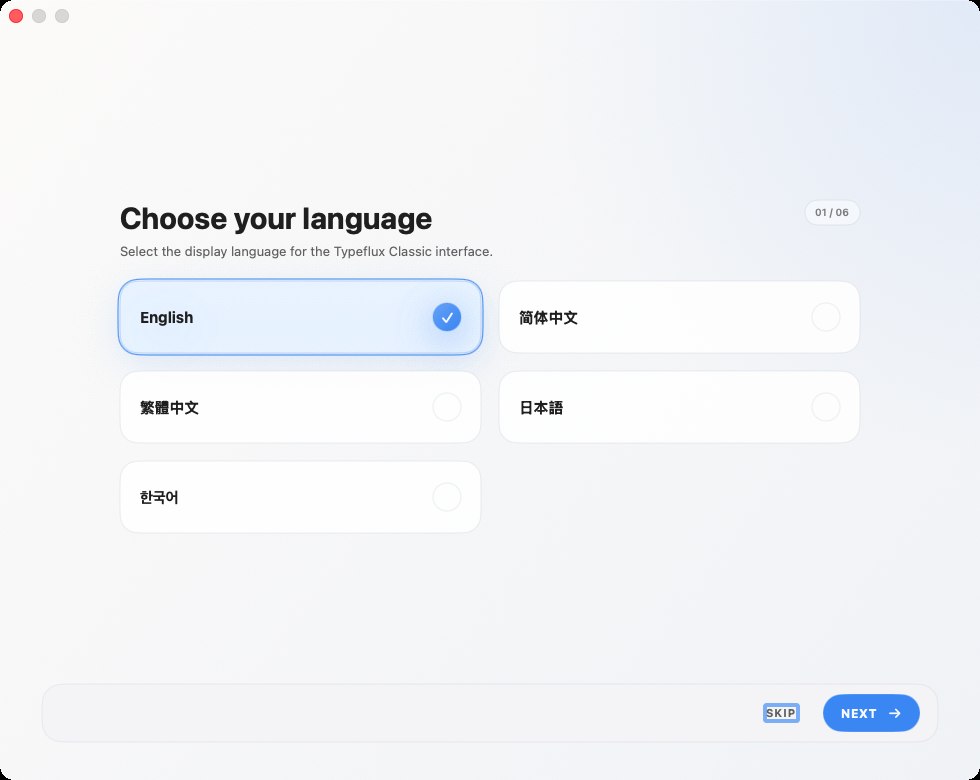 Choose your language
01 / 06
Select the display language for the Typeflux Classic interface.
English
简体中文
繁體中文
日本語
한국어
SKIP
NEXT →